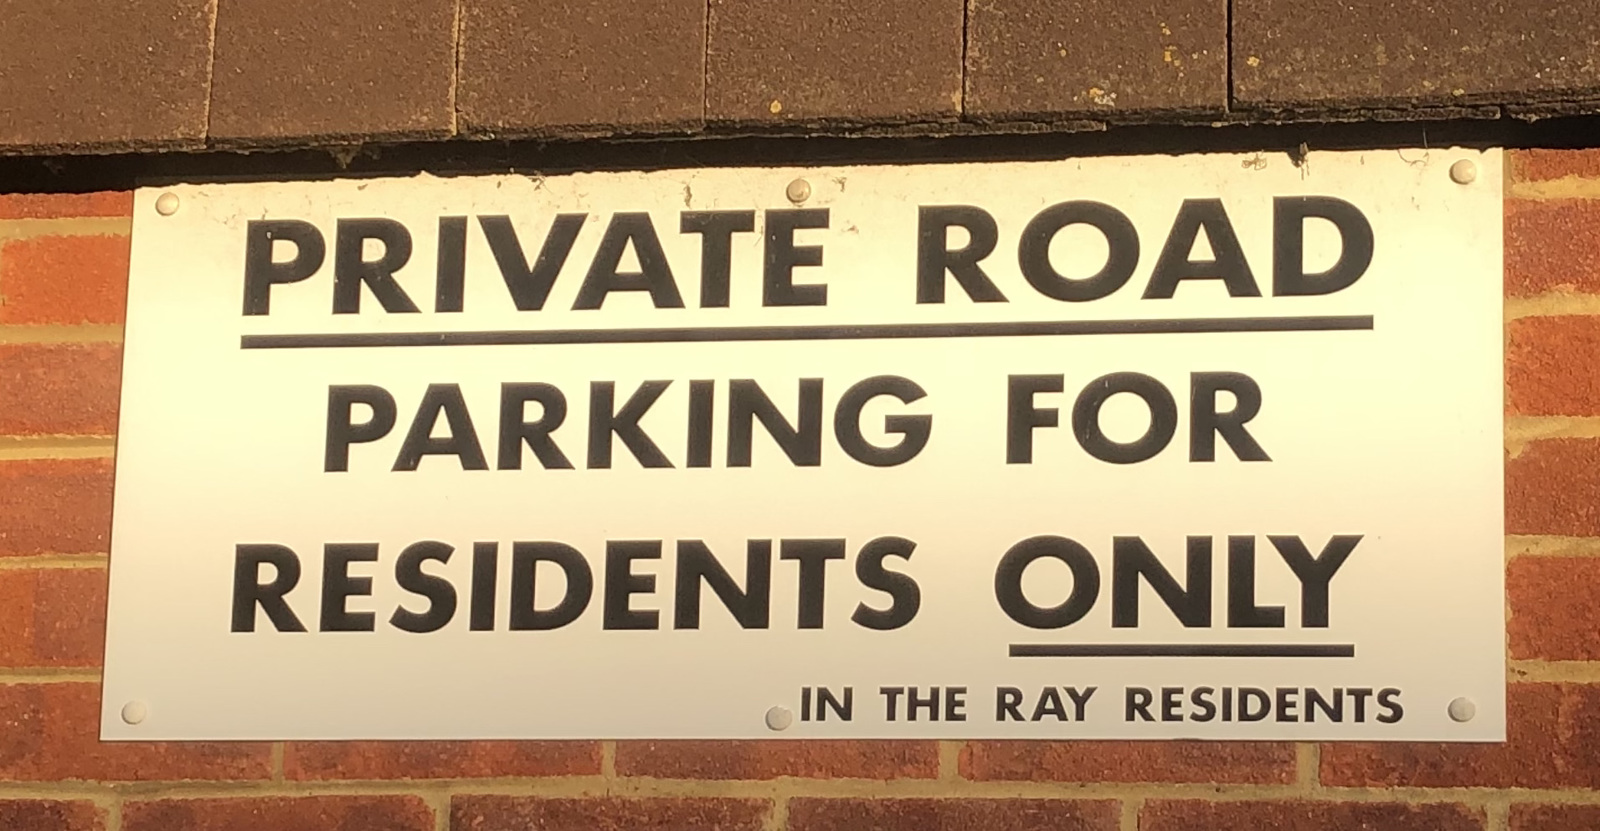 PRIVATE ROAD
PARKING FOR
RESIDENTS ONLY
IN THE RAY RESIDENTS